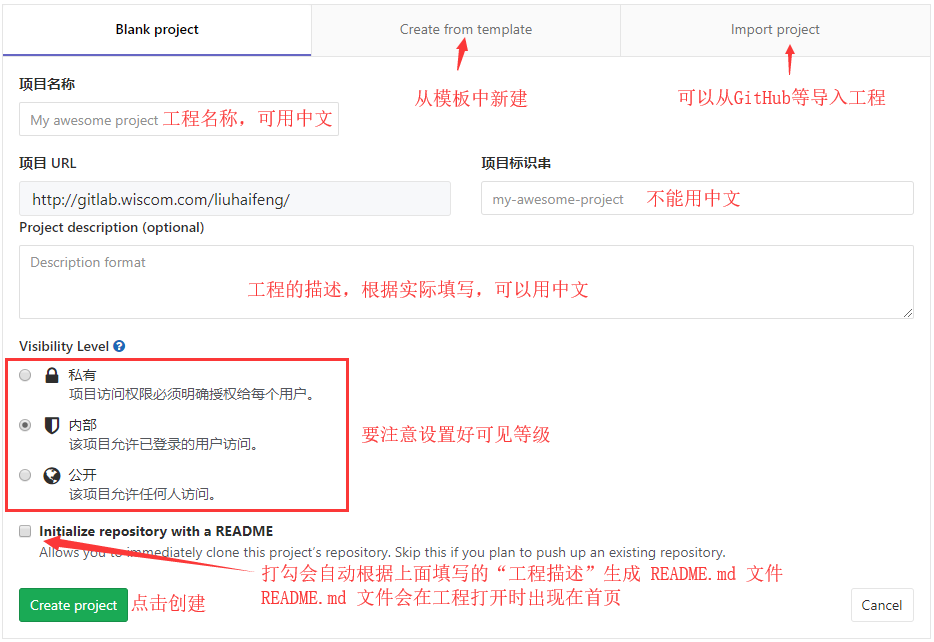 Blank project
Create from template
Import project
从模板中新建
可以从GitHub等导入工程
项目名称
My awesome project 工程名称，可用中文
项目 URL
项目标识串
http://gitlab.wiscom.com/liuhaifeng/
my-awesome-project 不能用中文
Project description (optional)
Description format
工程的描述，根据实际填写，可以用中文
Visibility Level
私有
项目访问权限必须明确授权给每个用户。
内部
该项目允许已登录的用户访问。
要注意设置好可见等级
公开
该项目允许任何人访问。
Initialize repository with a README
Allows you to immediately clone this project's repository. Skip this if you plan to push up an existing repository.
打勾会自动根据上面填写的“工程描述”生成 README.md 文件
README.md 文件会在工程打开时出现在首页
Create project 点击创建
Cancel